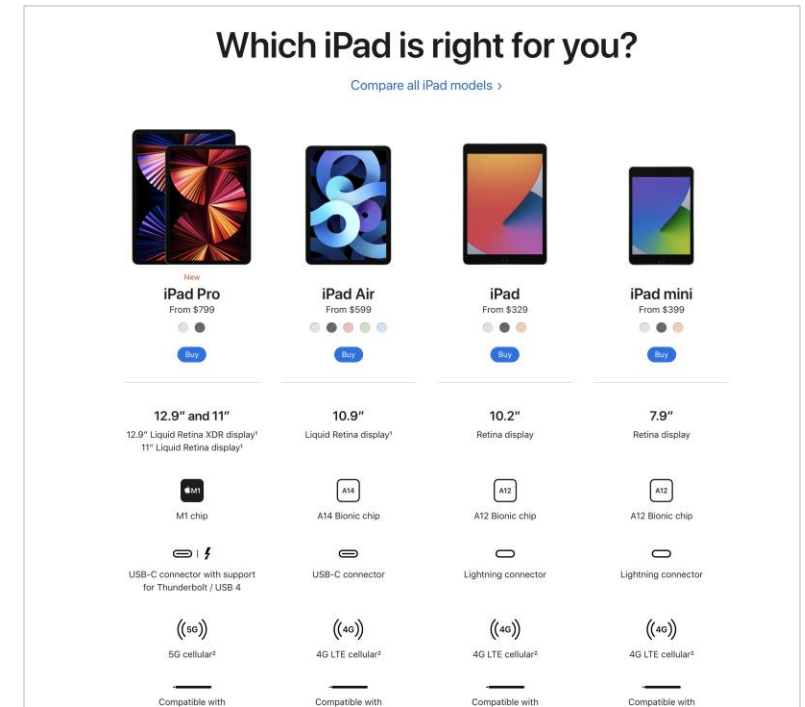 Which iPad is right for you?
Compare all iPad models >
New
iPad Pro
From $799
Buy
iPad Air
From $599
Buy
iPad
From $329
Buy
iPad mini
From $399
Buy
12.9″ and 11″
12.9″ Liquid Retina XDR display¹
11″ Liquid Retina display¹
10.9″
Liquid Retina display¹
10.2″
Retina display
7.9″
Retina display
M1
M1 chip
A14
A14 Bionic chip
A12
A12 Bionic chip
A12
A12 Bionic chip
USB-C connector with support
for Thunderbolt / USB 4
USB-C connector
Lightning connector
Lightning connector
5G
5G cellular²
4G
4G LTE cellular²
4G
4G LTE cellular²
4G
4G LTE cellular²
Compatible with
Compatible with
Compatible with
Compatible with